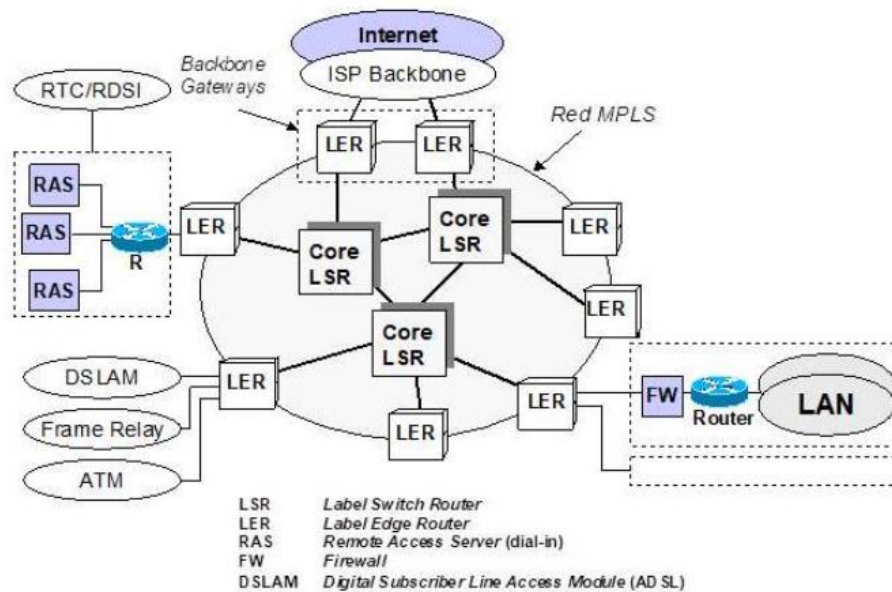 Internet
ISP Backbone
Backbone
Gateways
RTC/RDSI
Red MPLS
LER
LER
RAS
RAS
RAS
R
LER
Core
LSR
Core
LSR
LER
LER
Core
LSR
DSLAM
Frame Relay
ATM
LER
LER
LER
FW
Router
LAN
LSR Label Switch Router
LER Label Edge Router
RAS Remote Access Server (dial-in)
FW Firewall
DSLAM Digital Subscriber Line Access Module (ADSL)